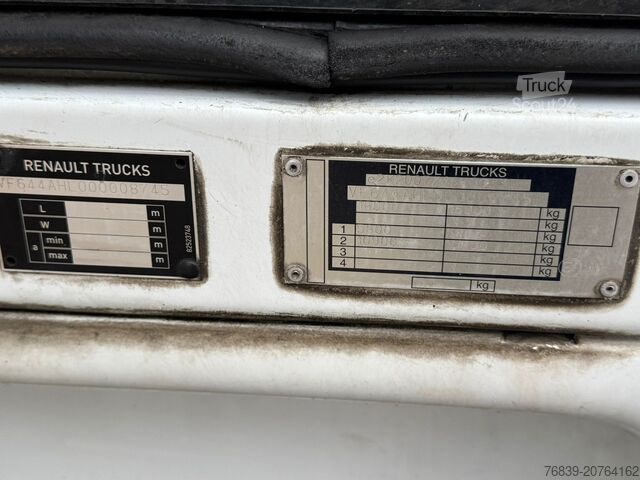 Truck
Scout24
RENAULT TRUCKS
VF644AHL000008745
L m
W m
a min m
max m
82523748
RENAULT TRUCKS
kg
kg
1 kg
2 kg
3 kg
4 kg
kg
76839-20764162